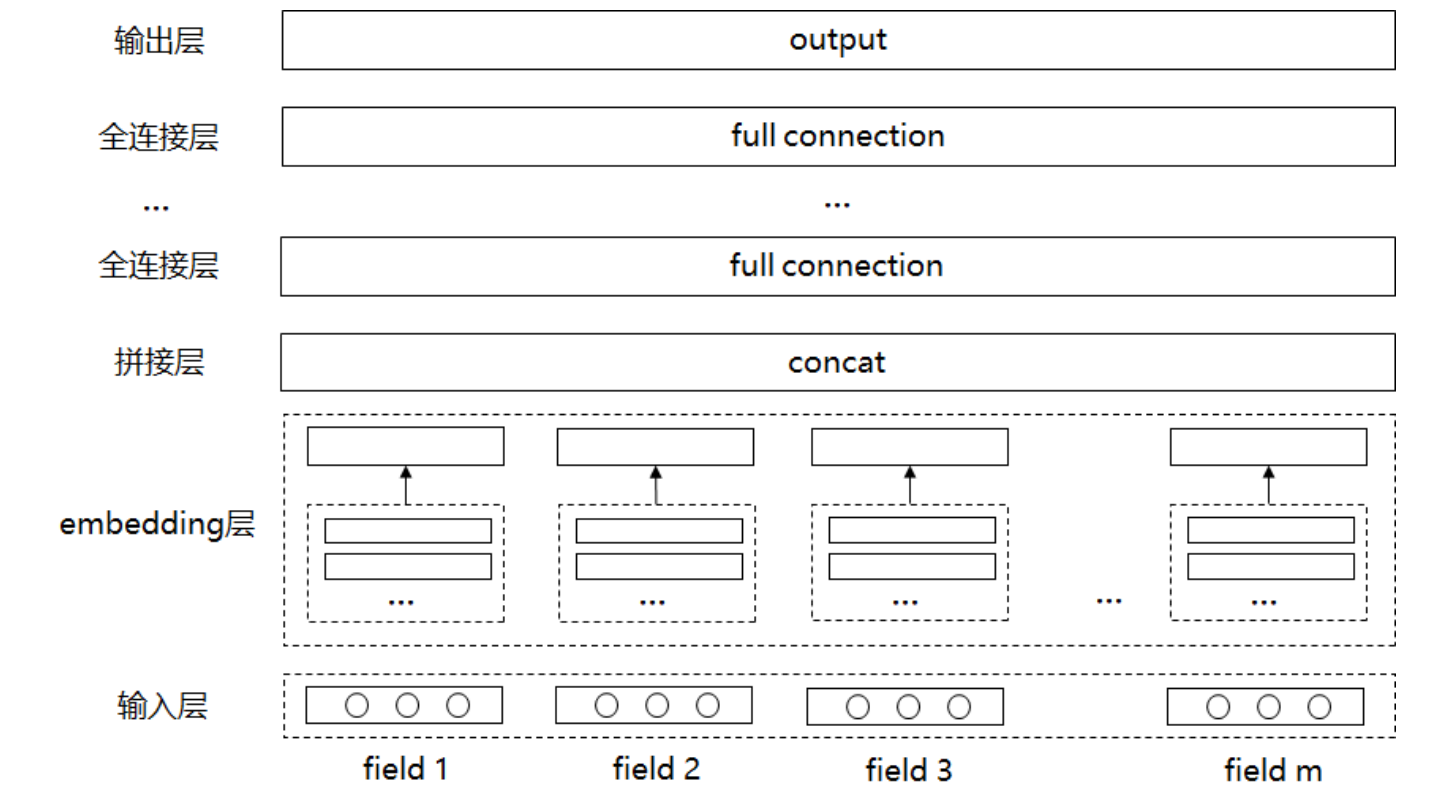 输出层 output
全连接层 full connection
... ...
全连接层 full connection
拼接层 concat
embedding层
... ... ... ... ...
输入层
field 1 field 2 field 3 field m